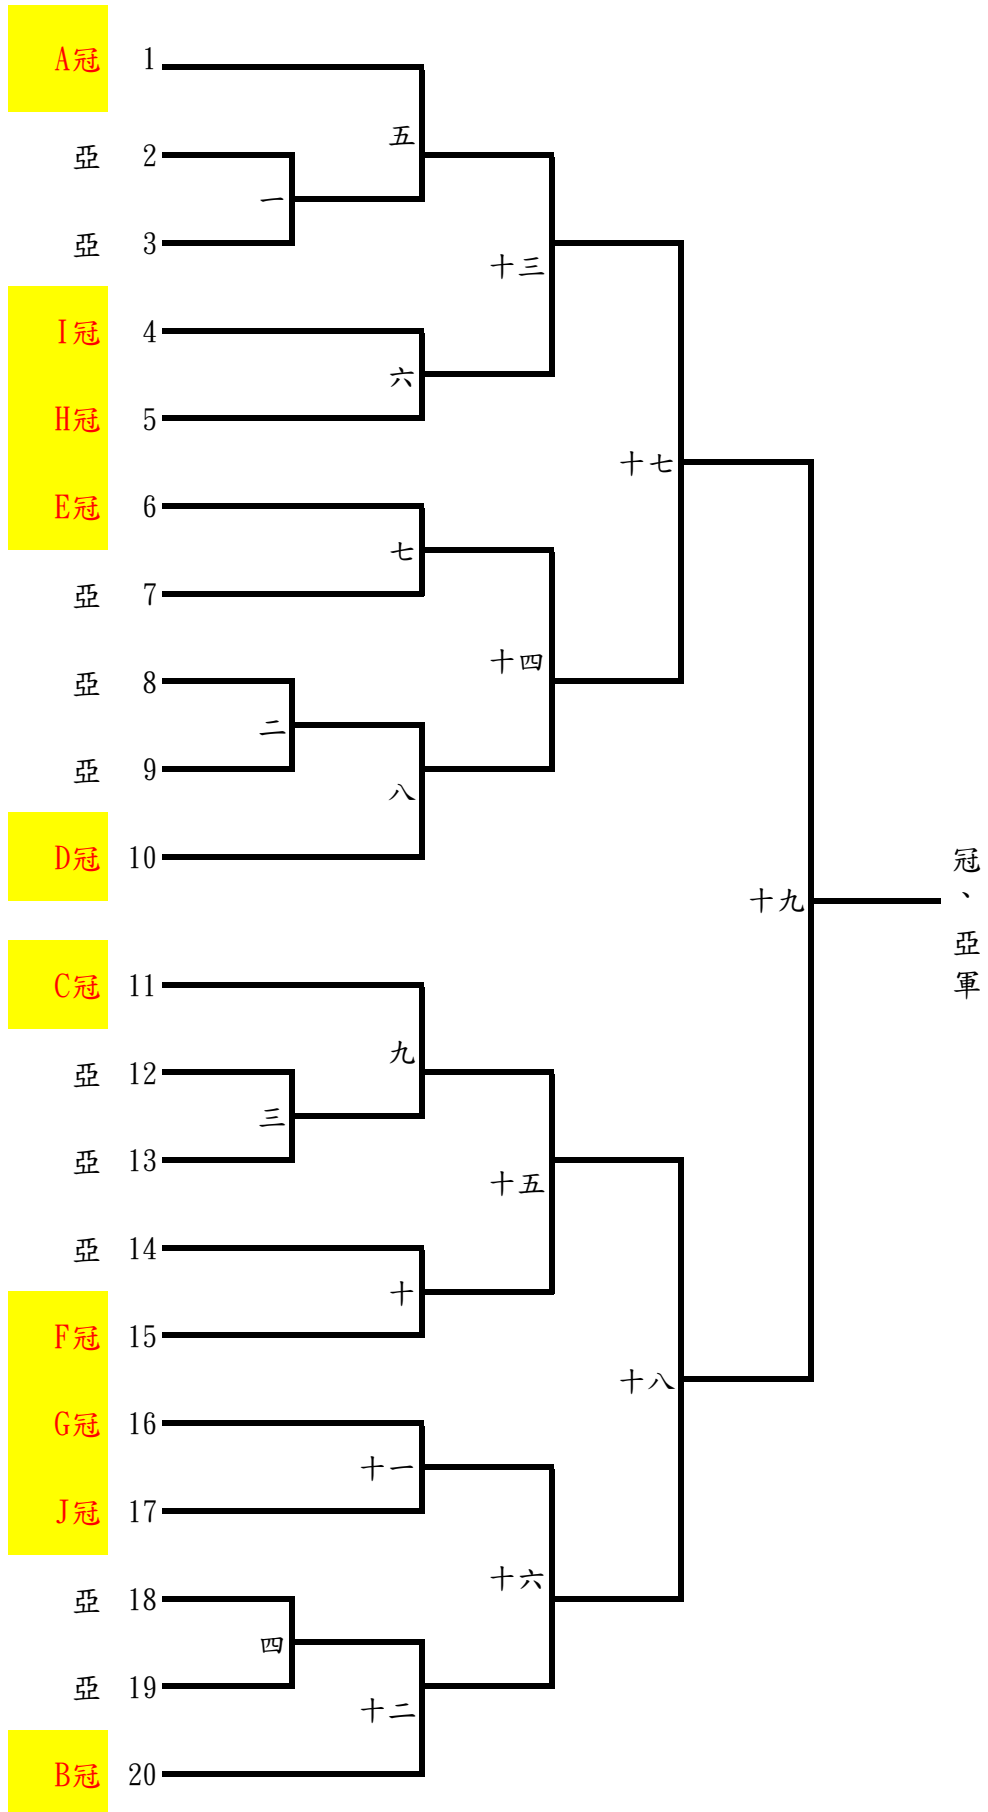 A冠 1
五
亞 2
一
亞 3
十三
I冠 4
六
H冠 5
十七
E冠 6
七
亞 7
十四
亞 8
二
亞 9
八
D冠 10
十九
冠、亞軍
C冠 11
九
亞 12
三
亞 13
十五
亞 14
十
F冠 15
十八
G冠 16
十一
J冠 17
十六
亞 18
四
亞 19
十二
B冠 20